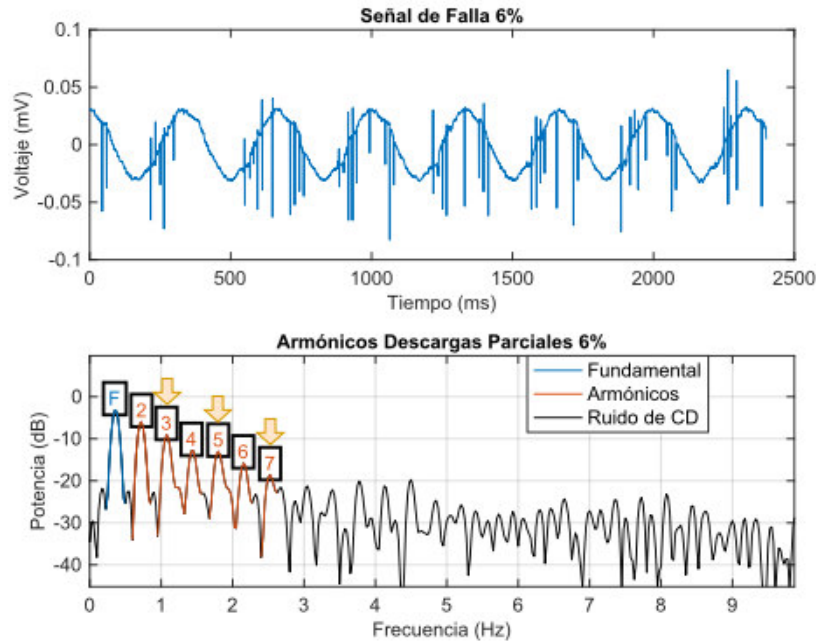 Señal de Falla 6%
0.1
0.05
0
-0.05
-0.1
Voltaje (mV)
0 500 1000 1500 2000 2500
Tiempo (ms)
Armónicos Descargas Parciales 6%
0
-10
-20
-30
-40
Potencia (dB)
F 2 3 4 5 6 7
Fundamental
Armónicos
Ruido de CD
0 1 2 3 4 5 6 7 8 9
Frecuencia (Hz)